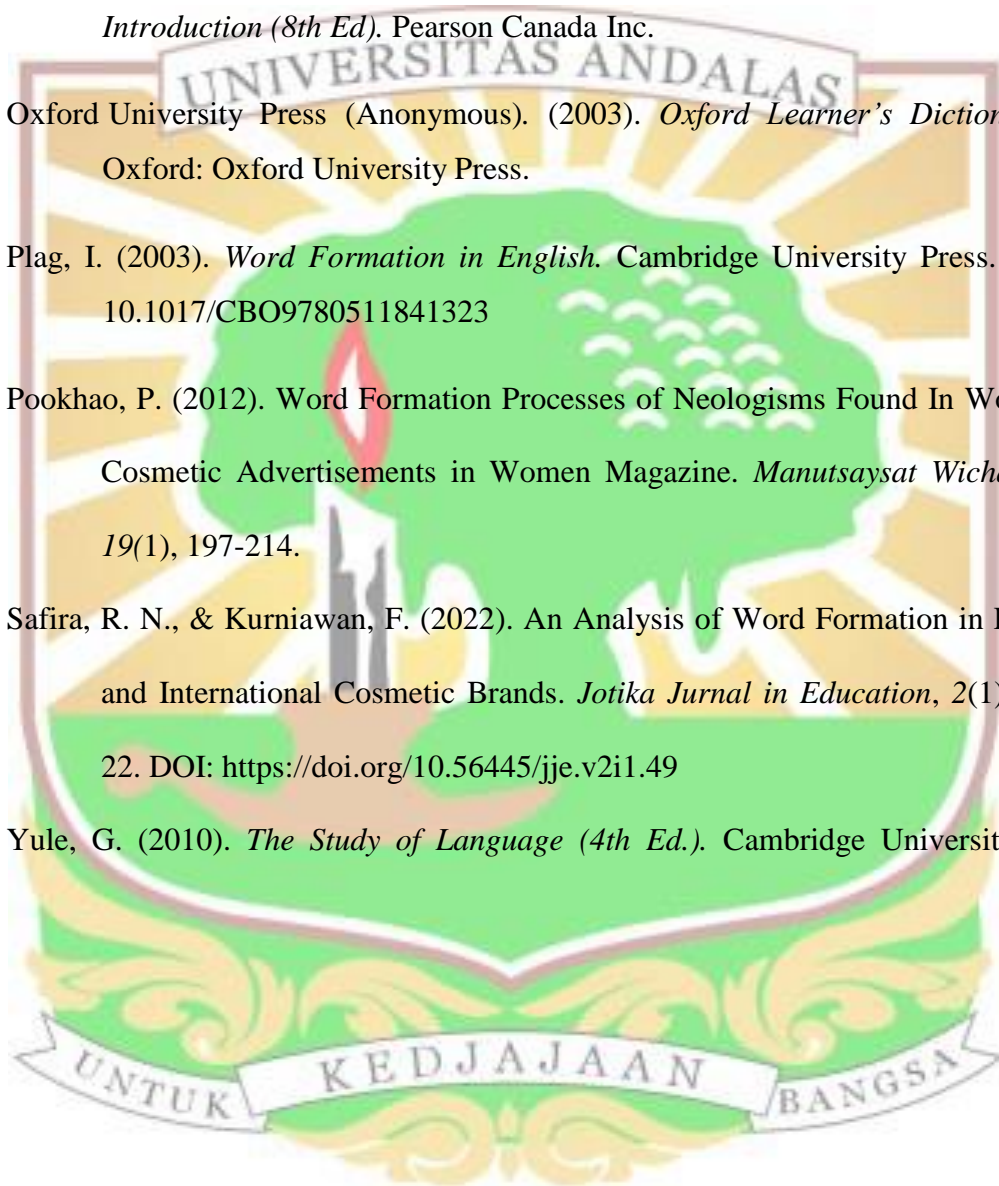 Introduction (8th Ed). Pearson Canada Inc.
UNIVERSITAS ANDALAS
Oxford University Press (Anonymous). (2003). Oxford Learner's
Oxford: Oxford University Press.
Plag, I. (2003). Word Formation in English. Cambridge University Press.
10.1017/CBO9780511841323
Pookhao, P. (2012). Word Formation Processes of Neologisms Found In
Cosmetic Advertisements in Women Magazine. Manutsaysat
19(1), 197-214.
Safira, R. N., & Kurniawan, F. (2022). An Analysis of Word Formation in
and International Cosmetic Brands. Jotika Jurnal in Education, 2(1)
22. DOI: https://doi.org/10.56445/jje.v2i1.49
Yule, G. (2010). The Study of Language (4th Ed.). Cambridge
UNTUK KEDJAJAAN BANGSA